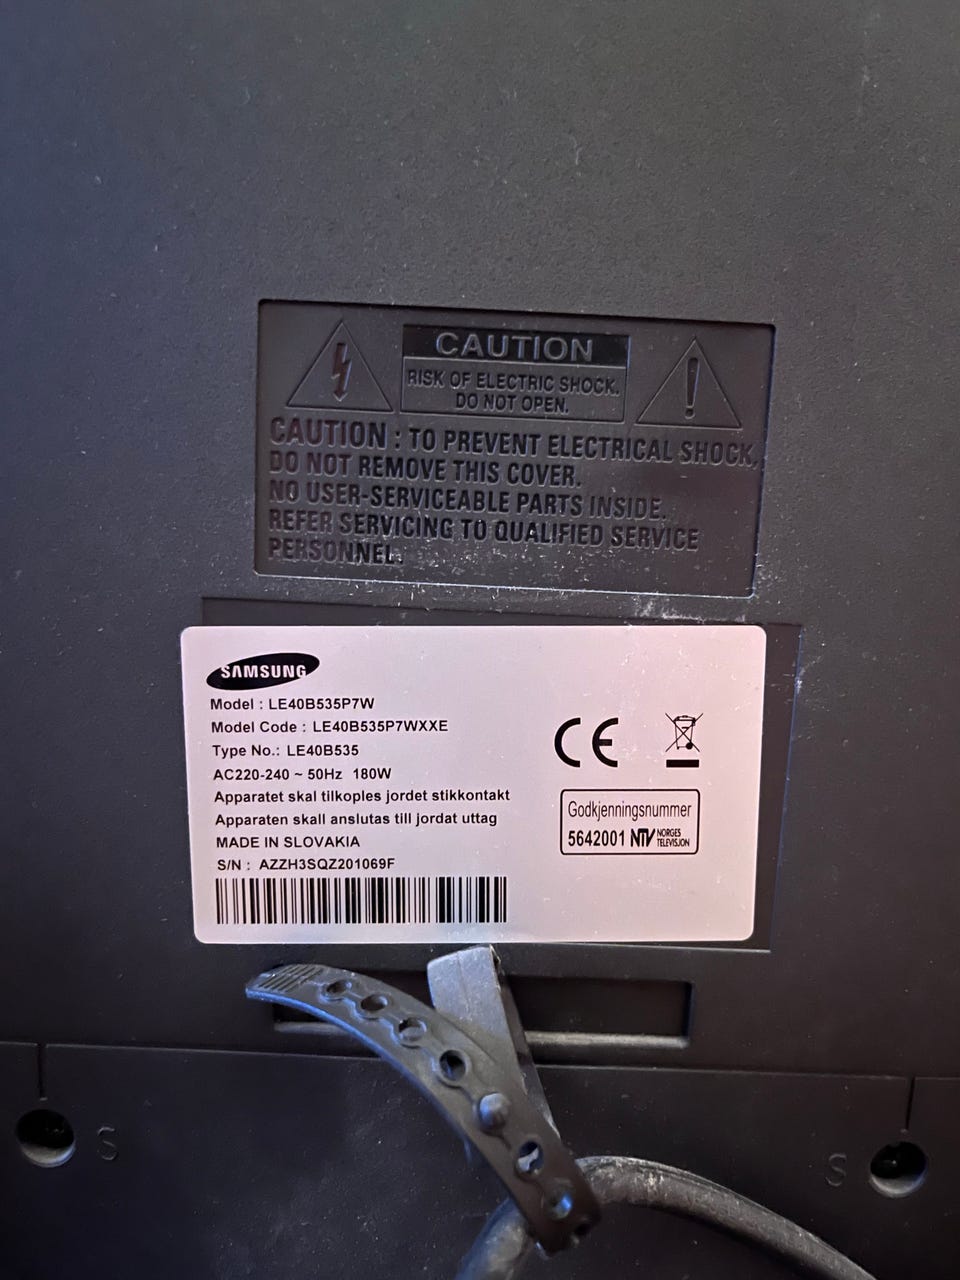 CAUTION
RISK OF ELECTRIC SHOCK.
DO NOT OPEN.
CAUTION : TO PREVENT ELECTRICAL SHOCK,
DO NOT REMOVE THIS COVER.
NO USER-SERVICEABLE PARTS INSIDE.
REFER SERVICING TO QUALIFIED SERVICE
PERSONNEL.
SAMSUNG
Model : LE40B535P7W
Model Code : LE40B535P7WXXE
Type No.: LE40B535
AC220-240 ~ 50Hz 180W
Apparatet skal tilkoples jordet stikkontakt
Apparaten skall anslutas till jordat uttag
MADE IN SLOVAKIA
S/N : AZZH3SQZ201069F
CE
Godkjenningsnummer
5642001 NTV NORGES
TELEVISJON
S
S